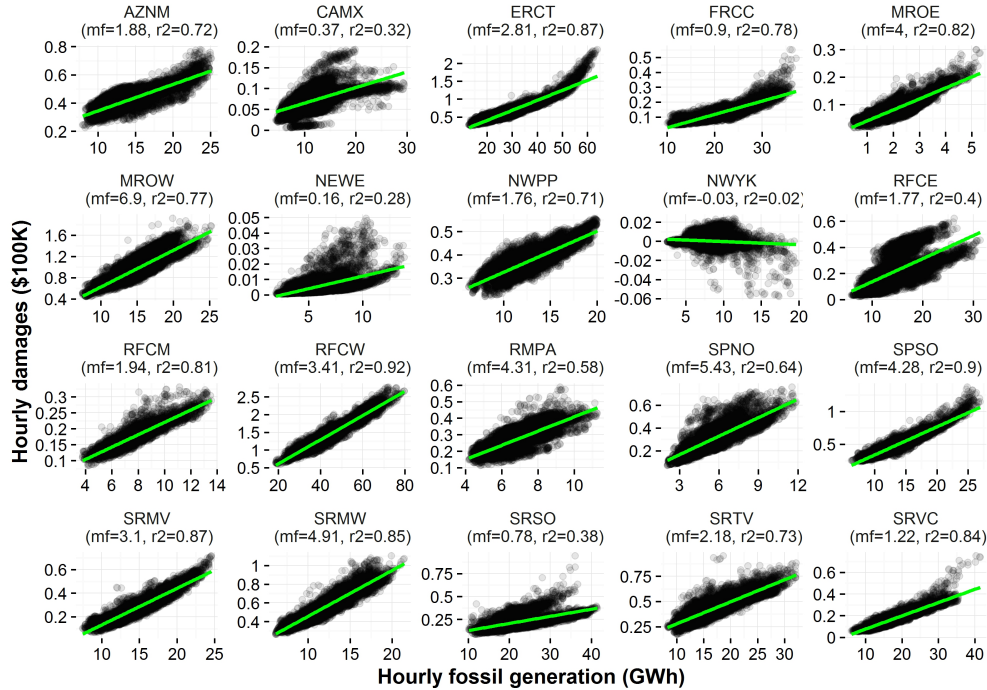 AZNM CAMX ERCT FRCC MROE
(mf=1.88, r2=0.72) (mf=0.37, r2=0.32) (mf=2.81, r2=0.87) (mf=0.9, r2=0.78) (mf=4, r2=0.82)
0.8
0.6
0.4
0.2
10 15 20 25
0.2
0.15
0.1
0.05
0
10 20 30
2
1.5
1
0.5
20 30 40 50 60
0.5
0.4
0.3
0.2
0.1
10 20 30
0.3
0.2
0.1
1 2 3 4 5
MROW NEWE NWPP NWYK RFCE
(mf=6.9, r2=0.77) (mf=0.16, r2=0.28) (mf=1.76, r2=0.71) (mf=-0.03, r2=0.02) (mf=1.77, r2=0.4)
1.6
1.2
0.8
0.4
10 15 20 25
0.05
0.04
0.03
0.02
0.01
0
5 10
0.5
0.4
0.3
10 15 20
0.02
0
-0.02
-0.04
-0.06
5 10 15 20
0.6
0.4
0.2
0
10 20 30
RFCM RFCW RMPA SPNO SPSO
(mf=1.94, r2=0.81) (mf=3.41, r2=0.92) (mf=4.31, r2=0.58) (mf=5.43, r2=0.64) (mf=4.28, r2=0.9)
0.3
0.25
0.2
0.15
0.1
4 6 8 10 12 14
2.5
2
1.5
1
0.5
20 40 60 80
0.6
0.5
0.4
0.3
0.2
0.1
4 6 8 10
0.6
0.4
0.2
3 6 9 12
1
0.5
10 15 20 25
SRMV SRMW SRSO SRTV SRVC
(mf=3.1, r2=0.87) (mf=4.91, r2=0.85) (mf=0.78, r2=0.38) (mf=2.18, r2=0.73) (mf=1.22, r2=0.84)
0.6
0.4
0.2
10 15 20 25
1
0.8
0.6
0.4
10 15 20
0.75
0.5
0.25
10 20 30 40
0.75
0.5
0.25
10 15 20 25 30
0.6
0.4
0.2
0
10 20 30 40
Hourly damages ($100K)
Hourly fossil generation (GWh)